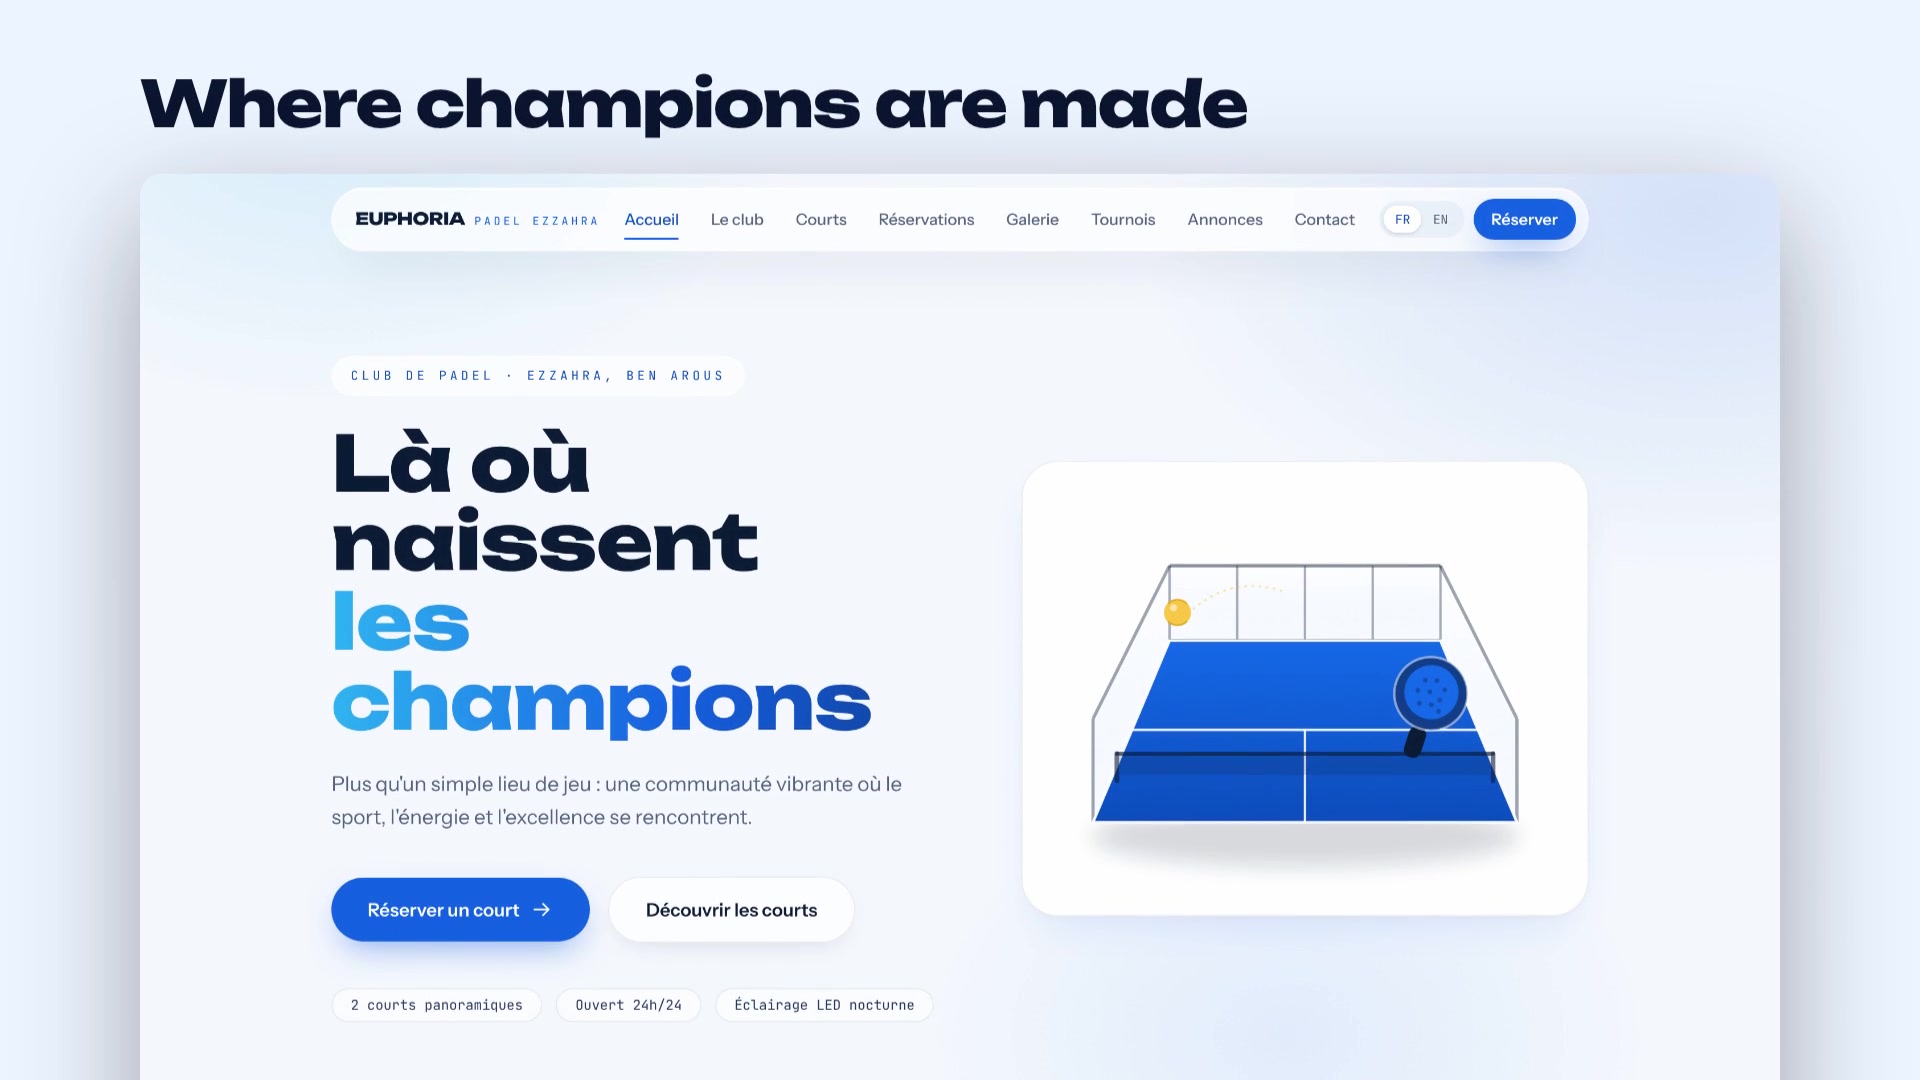 Where champions are made
EUPHORIA PADEL EZZAHRA Accueil Le club Courts Réservations Galerie Tournois Annonces Contact FR EN Réserver
CLUB DE PADEL · EZZAHRA, BEN AROUS
Là où
naissent
les
champions
Plus qu'un simple lieu de jeu : une communauté vibrante où le
sport, l'énergie et l'excellence se rencontrent.
Réserver un court → Découvrir les courts
2 courts panoramiques Ouvert 24h/24 Éclairage LED nocturne